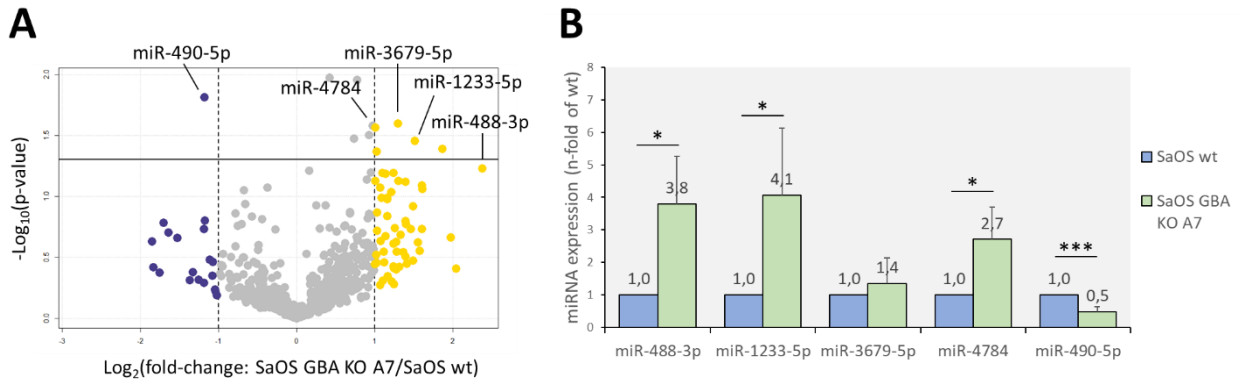 A
miR-490-5p
miR-3679-5p
miR-4784
miR-1233-5p
miR-488-3p
2.0
1.5
1.0
0.5
0.0
-Log10(p-value)
-3
-2
-1
0
1
2
Log2(fold-change: SaOS GBA KO A7/SaOS wt)
B
miRNA expression (n-fold of wt)
8
7
6
5
4
3
2
1
0
*
*
*
***
1,0
3,8
1,0
4,1
1,0
1,4
1,0
2,7
1,0
0,5
miR-488-3p
miR-1233-5p
miR-3679-5p
miR-4784
miR-490-5p
SaOS wt
SaOS GBA
KO A7